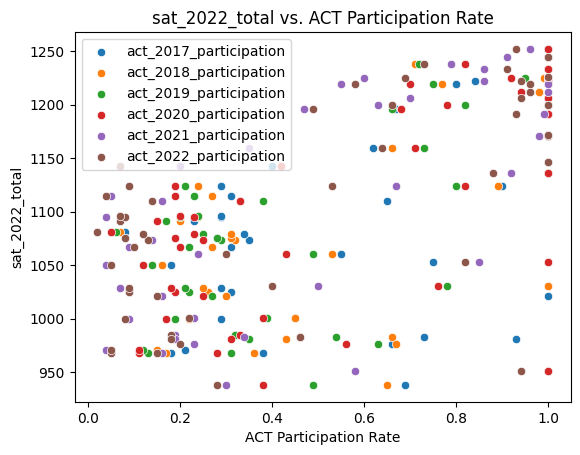 sat_2022_total vs. ACT Participation Rate
act_2017_participation
act_2018_participation
act_2019_participation
act_2020_participation
act_2021_participation
act_2022_participation
sat_2022_total
1250
1200
1150
1100
1050
1000
950
0.0 0.2 0.4 0.6 0.8 1.0
ACT Participation Rate